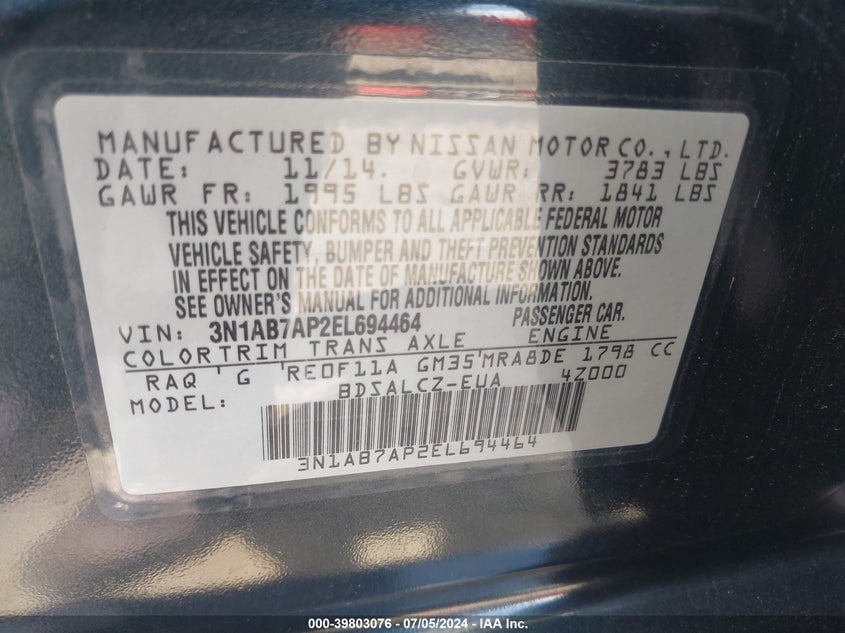 MANUFACTURED BY NISSAN MOTOR CO., LTD.
DATE: 11/14. GVWR: 3783 LBS
GAWR FR: 1995 LBS GAWR RR: 1841 LBS
THIS VEHICLE CONFORMS TO ALL APPLICABLE FEDERAL MOTOR
VEHICLE SAFETY, BUMPER AND THEFT PREVENTION STANDARDS
IN EFFECT ON THE DATE OF MANUFACTURE SHOWN ABOVE.
SEE OWNER'S MANUAL FOR ADDITIONAL INFORMATION.
VIN: 3N1AB7AP2EL694464 PASSENGER CAR.
COLOR TRIM TRANS AXLE ENGINE
RAQ ' G 'RE0F11A GM35'MRA8DE 1798 CC
MODEL: BDSALCZ-EUA 4Z000
3N1AB7AP2EL694464
000-39803076 - 07/05/2024 - IAA Inc.